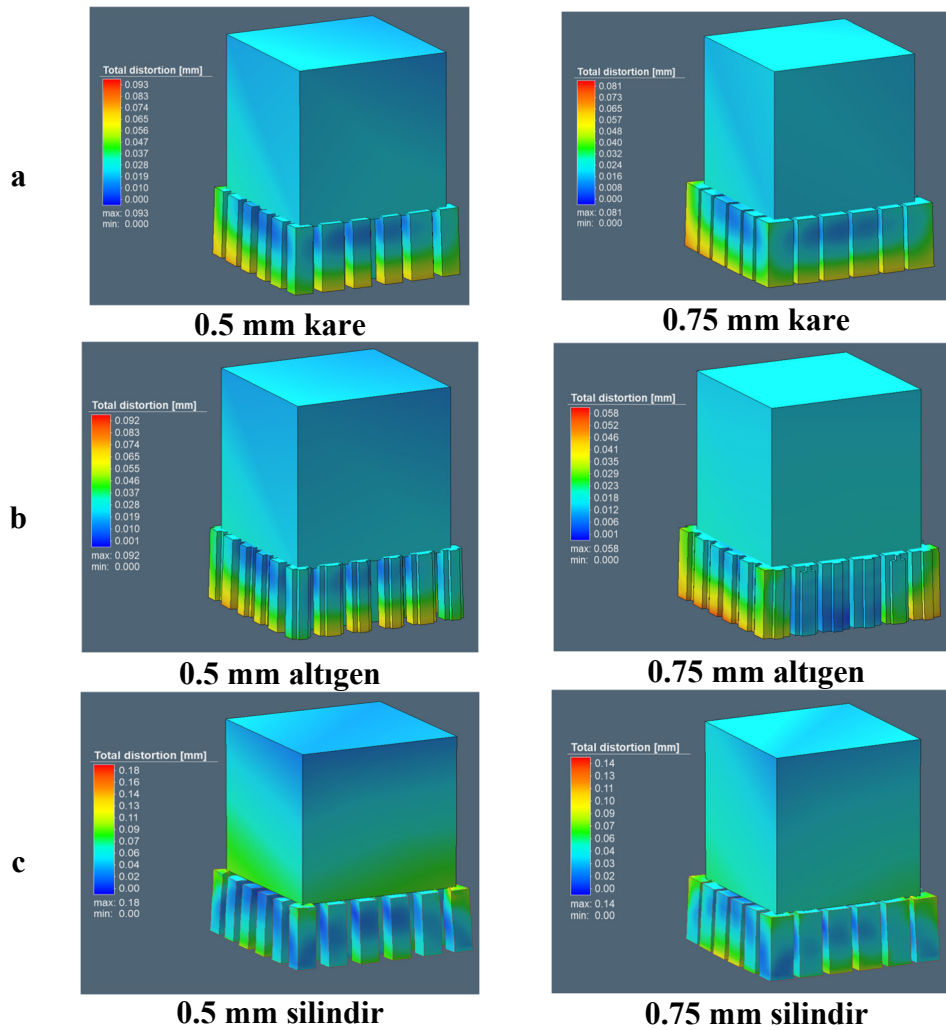 a
Total distortion [mm]
0.093
0.083
0.074
0.065
0.056
0.047
0.037
0.028
0.019
0.010
0.000
max: 0.093
min: 0.000
0.5 mm kare
Total distortion [mm]
0.081
0.073
0.065
0.057
0.048
0.040
0.032
0.024
0.016
0.008
0.000
max: 0.081
min: 0.000
0.75 mm kare
b
Total distortion [mm]
0.092
0.083
0.074
0.064
0.055
0.046
0.037
0.028
0.019
0.010
0.001
max: 0.092
min: 0.000
0.5 mm altıgen
Total distortion [mm]
0.058
0.052
0.046
0.041
0.035
0.029
0.023
0.018
0.012
0.006
0.001
max: 0.058
min: 0.000
0.75 mm altıgen
c
Total distortion [mm]
0.18
0.16
0.14
0.13
0.11
0.09
0.07
0.06
0.04
0.02
0.00
max: 0.18
min: 0.00
0.5 mm silindir
Total distortion [mm]
0.14
0.13
0.11
0.10
0.09
0.07
0.06
0.04
0.03
0.02
0.00
max: 0.14
min: 0.00
0.75 mm silindir